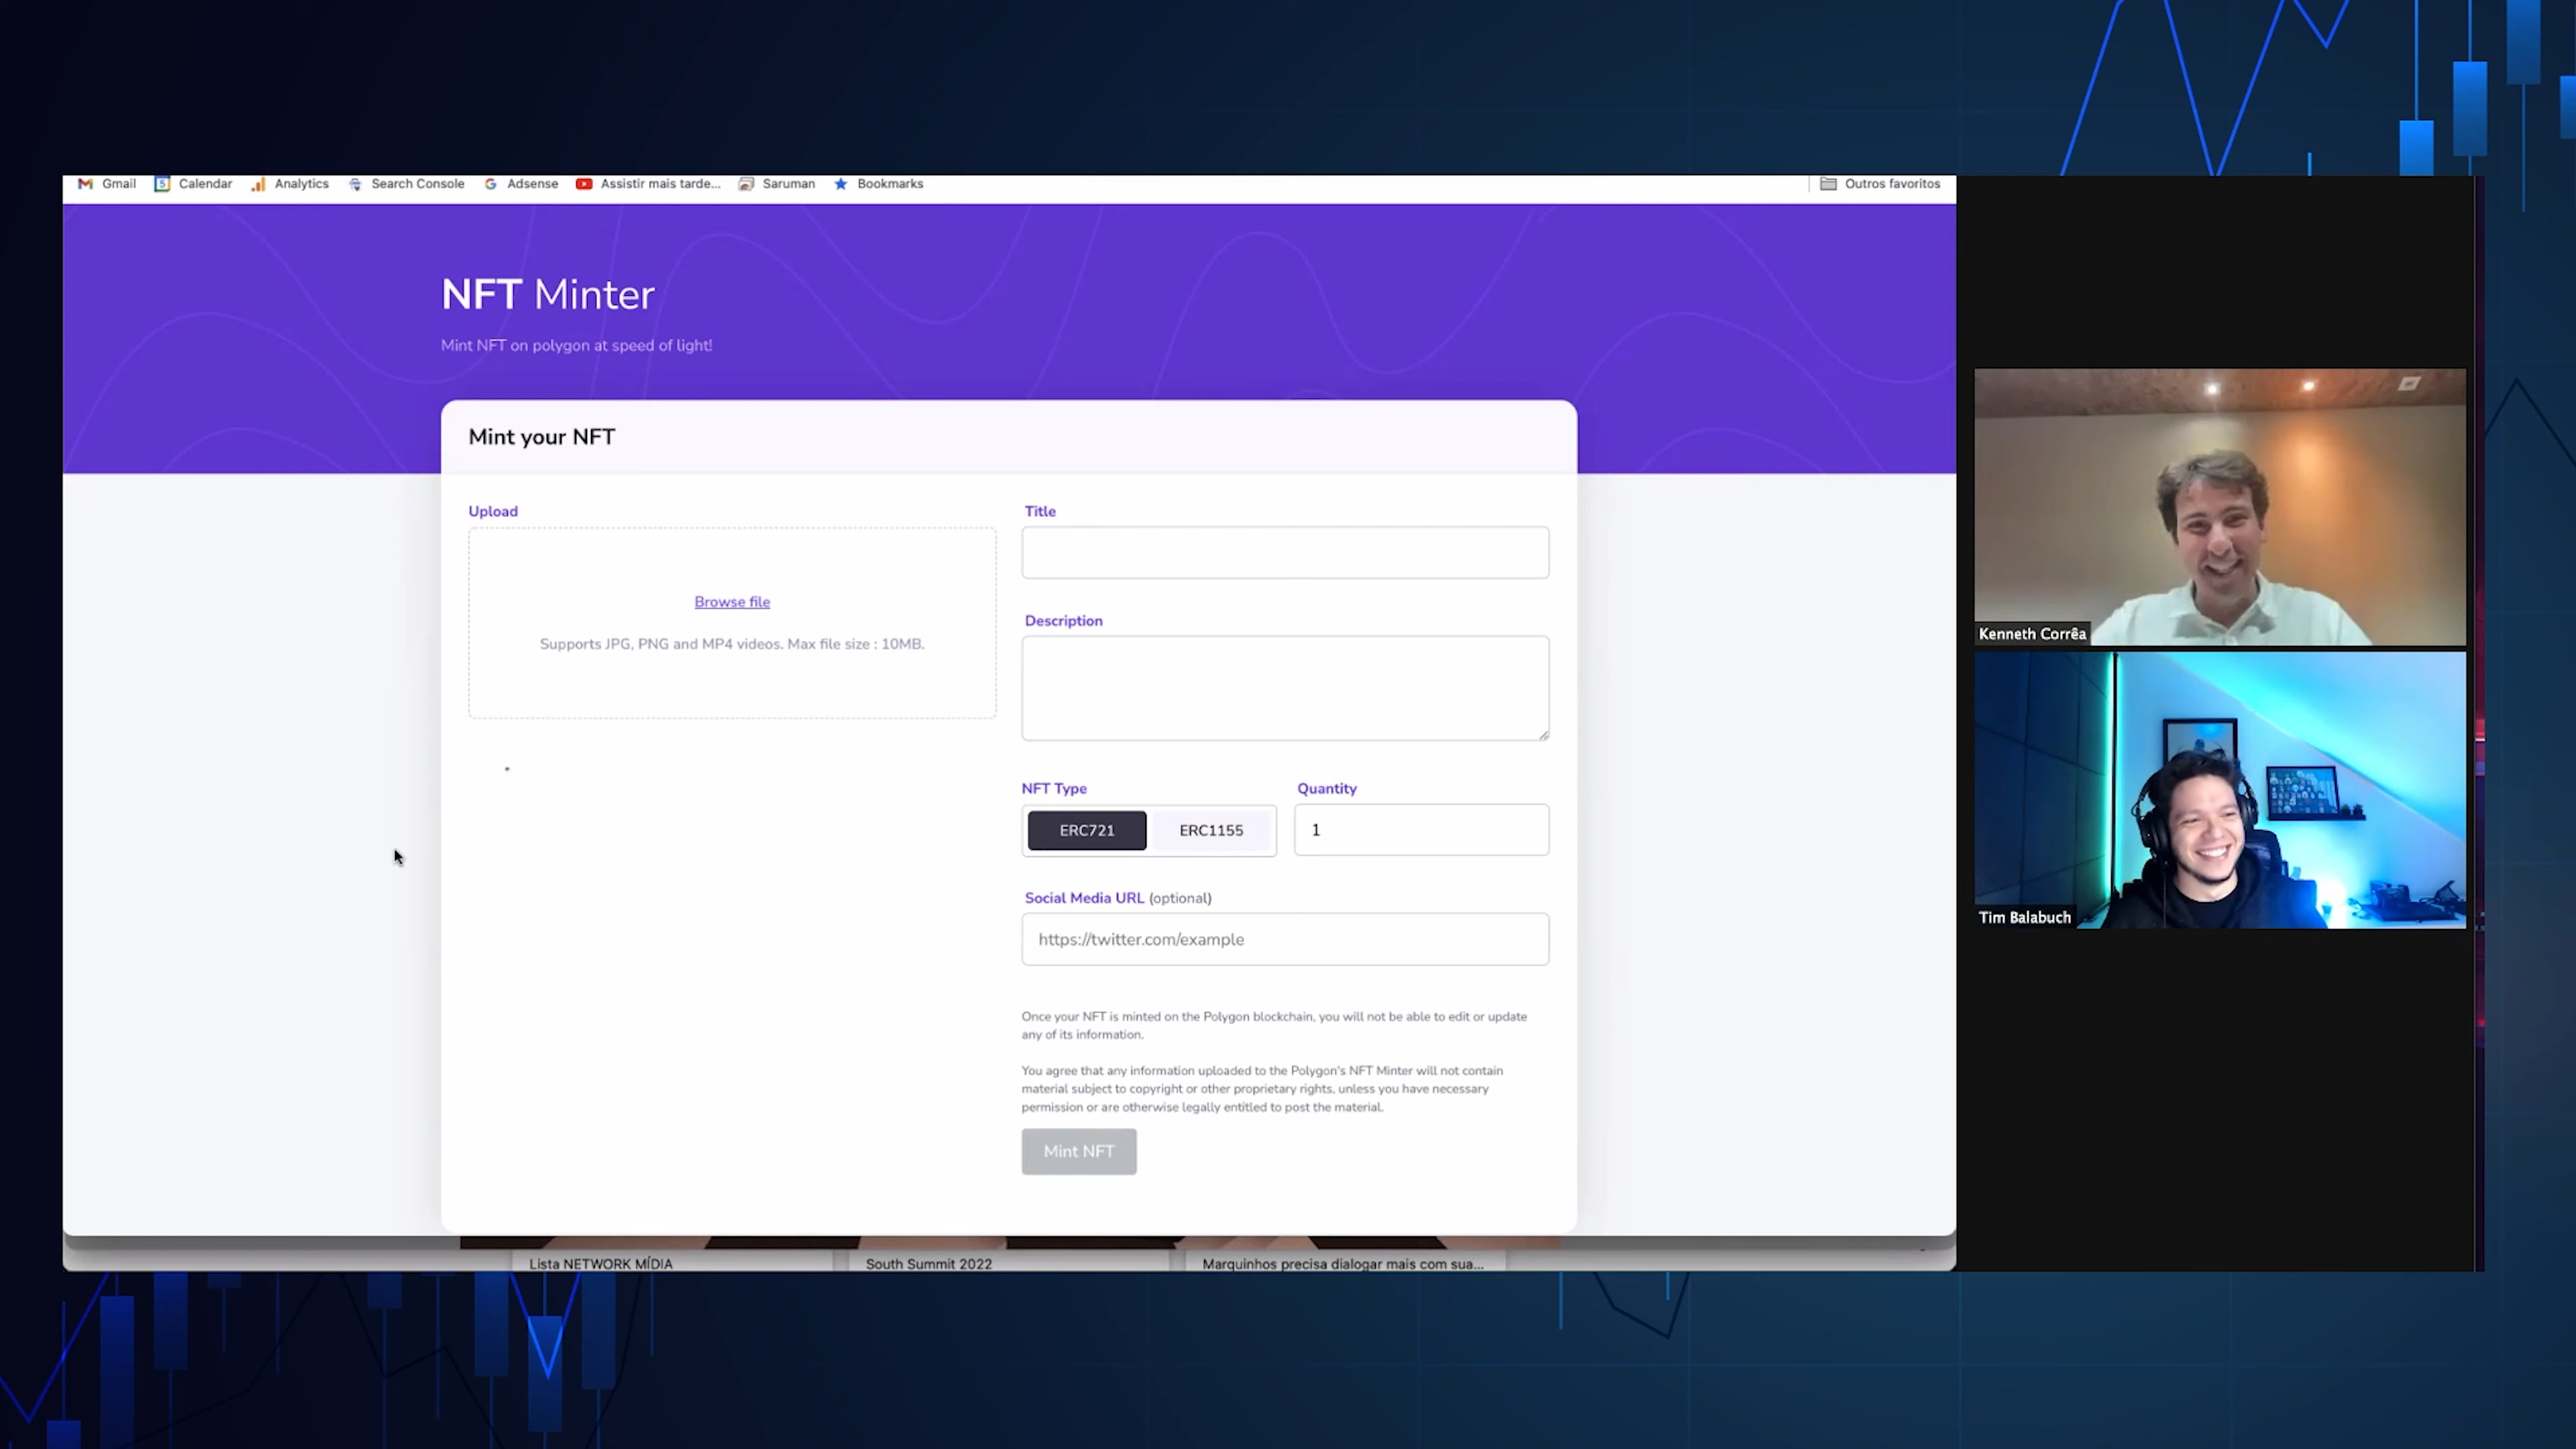 Gmail Calendar Analytics Search Console Adsense Assistir mais tarde... Saruman Bookmarks Outros favoritos
NFT Minter
Mint NFT on polygon at speed of light!
Mint your NFT
Upload
Browse file
Supports JPG, PNG and MP4 videos. Max file size : 10MB.
Title
Description
NFT Type
ERC721 ERC1155
Quantity
1
Social Media URL (optional)
https://twitter.com/example
Once your NFT is minted on the Polygon blockchain, you will not be able to edit or update
any of its information.
You agree that any information uploaded to the Polygon's NFT Minter will not contain
material subject to copyright or other proprietary rights, unless you have necessary
permission or are otherwise legally entitled to post the material.
Mint NFT
Lista NETWORK MÍDIA
South Summit 2022
Marquinhos precisa dialogar mais com sua...
Kenneth Corrêa
Tim Balabuch